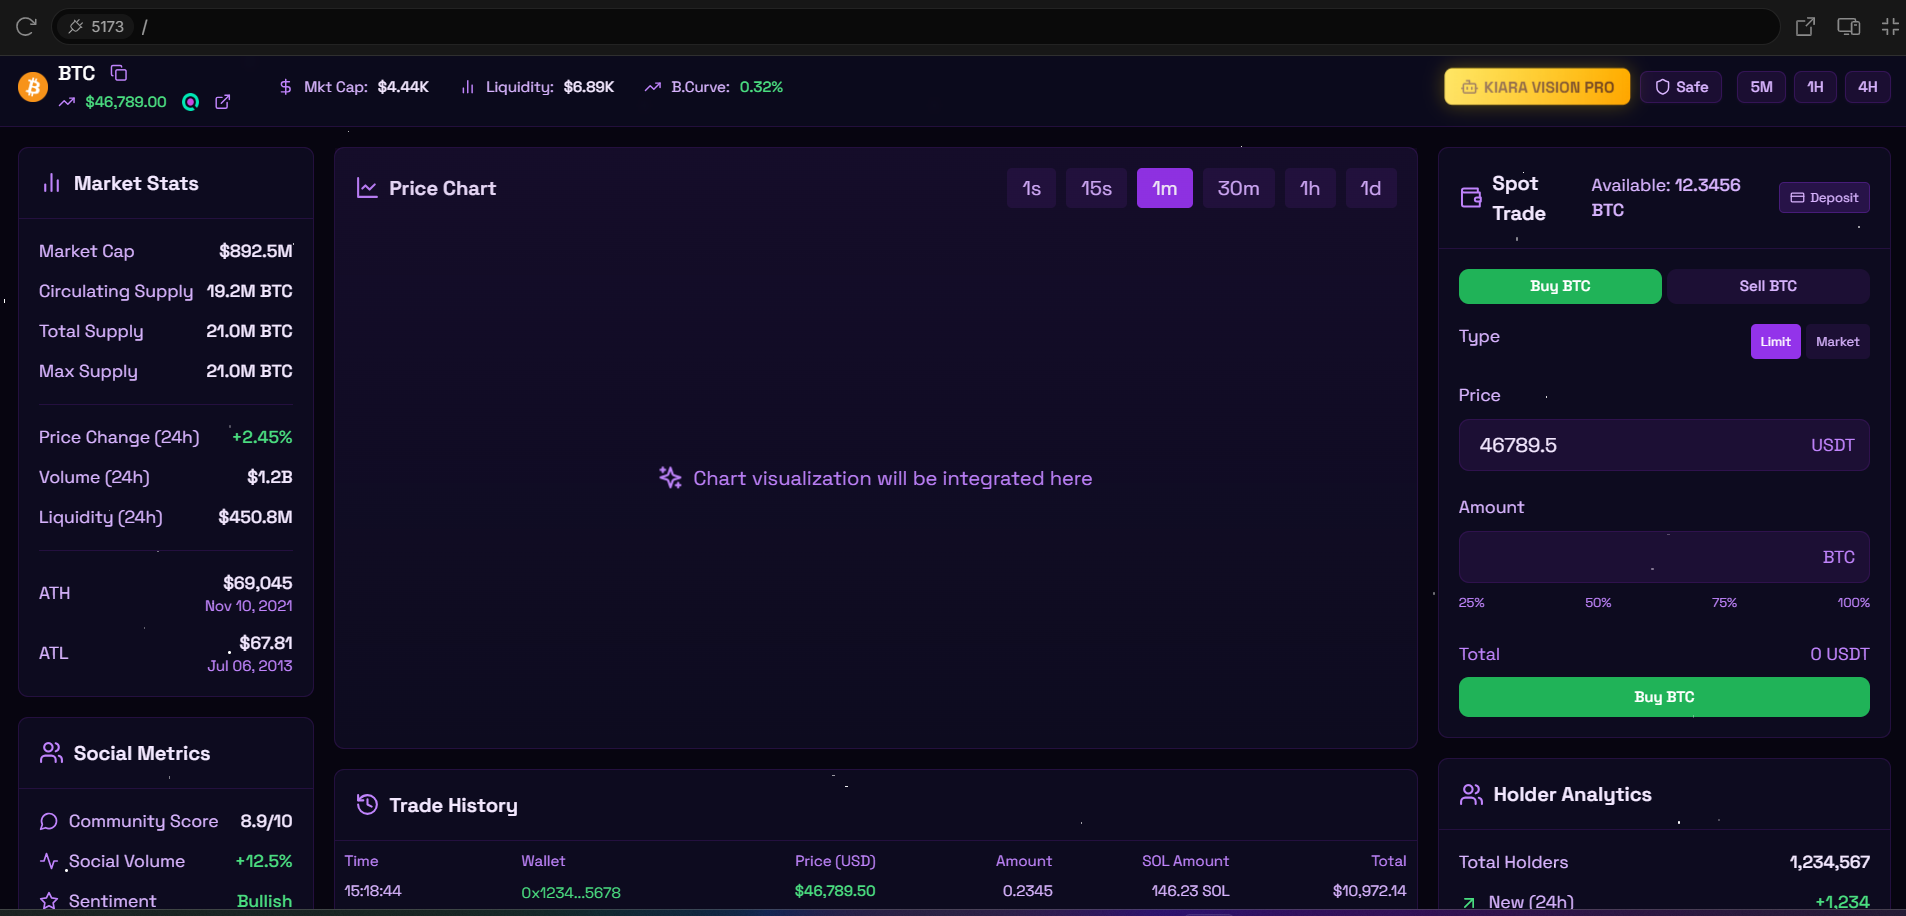 5173 /
BTC
$46,789.00
Mkt Cap: $4.44K
Liquidity: $6.89K
B.Curve: 0.32%
KIARA VISION PRO
Safe
5M
1H
4H
Market Stats
Market Cap $892.5M
Circulating Supply 19.2M BTC
Total Supply 21.0M BTC
Max Supply 21.0M BTC
Price Change (24h) +2.45%
Volume (24h) $1.2B
Liquidity (24h) $450.8M
ATH $69,045
Nov 10, 2021
ATL $67.81
Jul 06, 2013
Social Metrics
Community Score 8.9/10
Social Volume +12.5%
Sentiment Bullish
Price Chart
1s 15s 1m 30m 1h 1d
Chart visualization will be integrated here
Trade History
Time Wallet Price (USD) Amount SOL Amount Total
15:18:44 0x1234...5678 $46,789.50 0.2345 146.23 SOL $10,972.14
Spot
Trade
Available: 12.3456
BTC
Deposit
Buy BTC Sell BTC
Type Limit Market
Price
46789.5 USDT
Amount
BTC
25% 50% 75% 100%
Total 0 USDT
Buy BTC
Holder Analytics
Total Holders 1,234,567
New (24h) +1,234